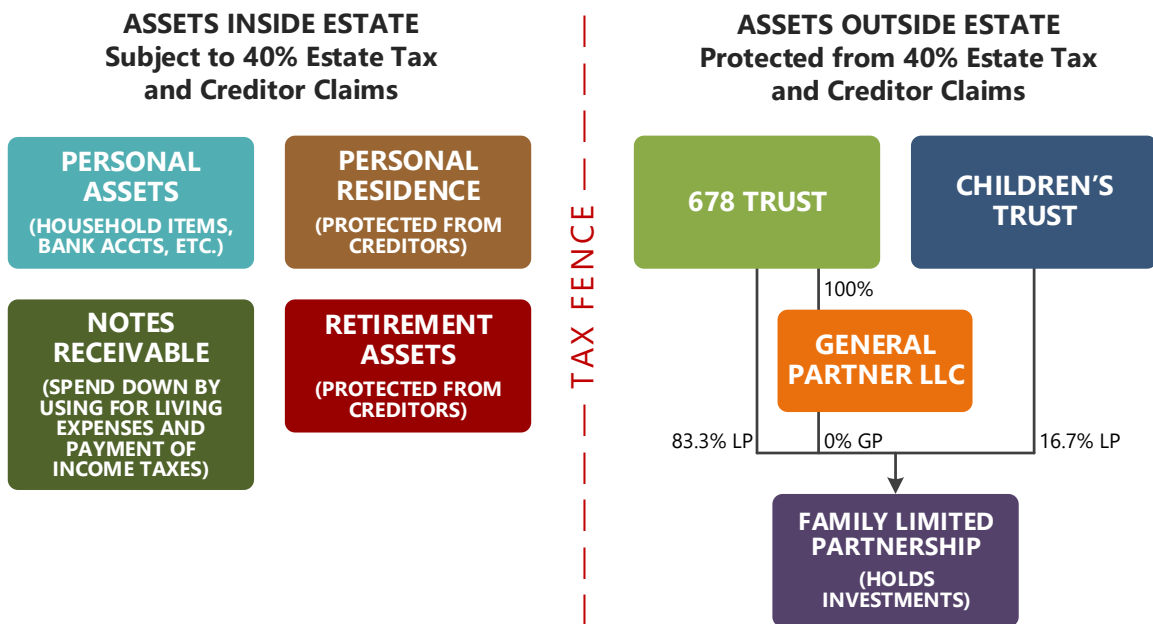 ASSETS INSIDE ESTATE
Subject to 40% Estate Tax
and Creditor Claims
PERSONAL
ASSETS
(HOUSEHOLD ITEMS,
BANK ACCTS, ETC.)
PERSONAL
RESIDENCE
(PROTECTED FROM
CREDITORS)
NOTES
RECEIVABLE
(SPEND DOWN BY
USING FOR LIVING
EXPENSES AND
PAYMENT OF
INCOME TAXES)
RETIREMENT
ASSETS
(PROTECTED FROM
CREDITORS)
TAX FENCE
ASSETS OUTSIDE ESTATE
Protected from 40% Estate Tax
and Creditor Claims
678 TRUST
CHILDREN’S
TRUST
100%
GENERAL
PARTNER LLC
83.3% LP
0% GP
16.7% LP
FAMILY LIMITED
PARTNERSHIP
(HOLDS
INVESTMENTS)